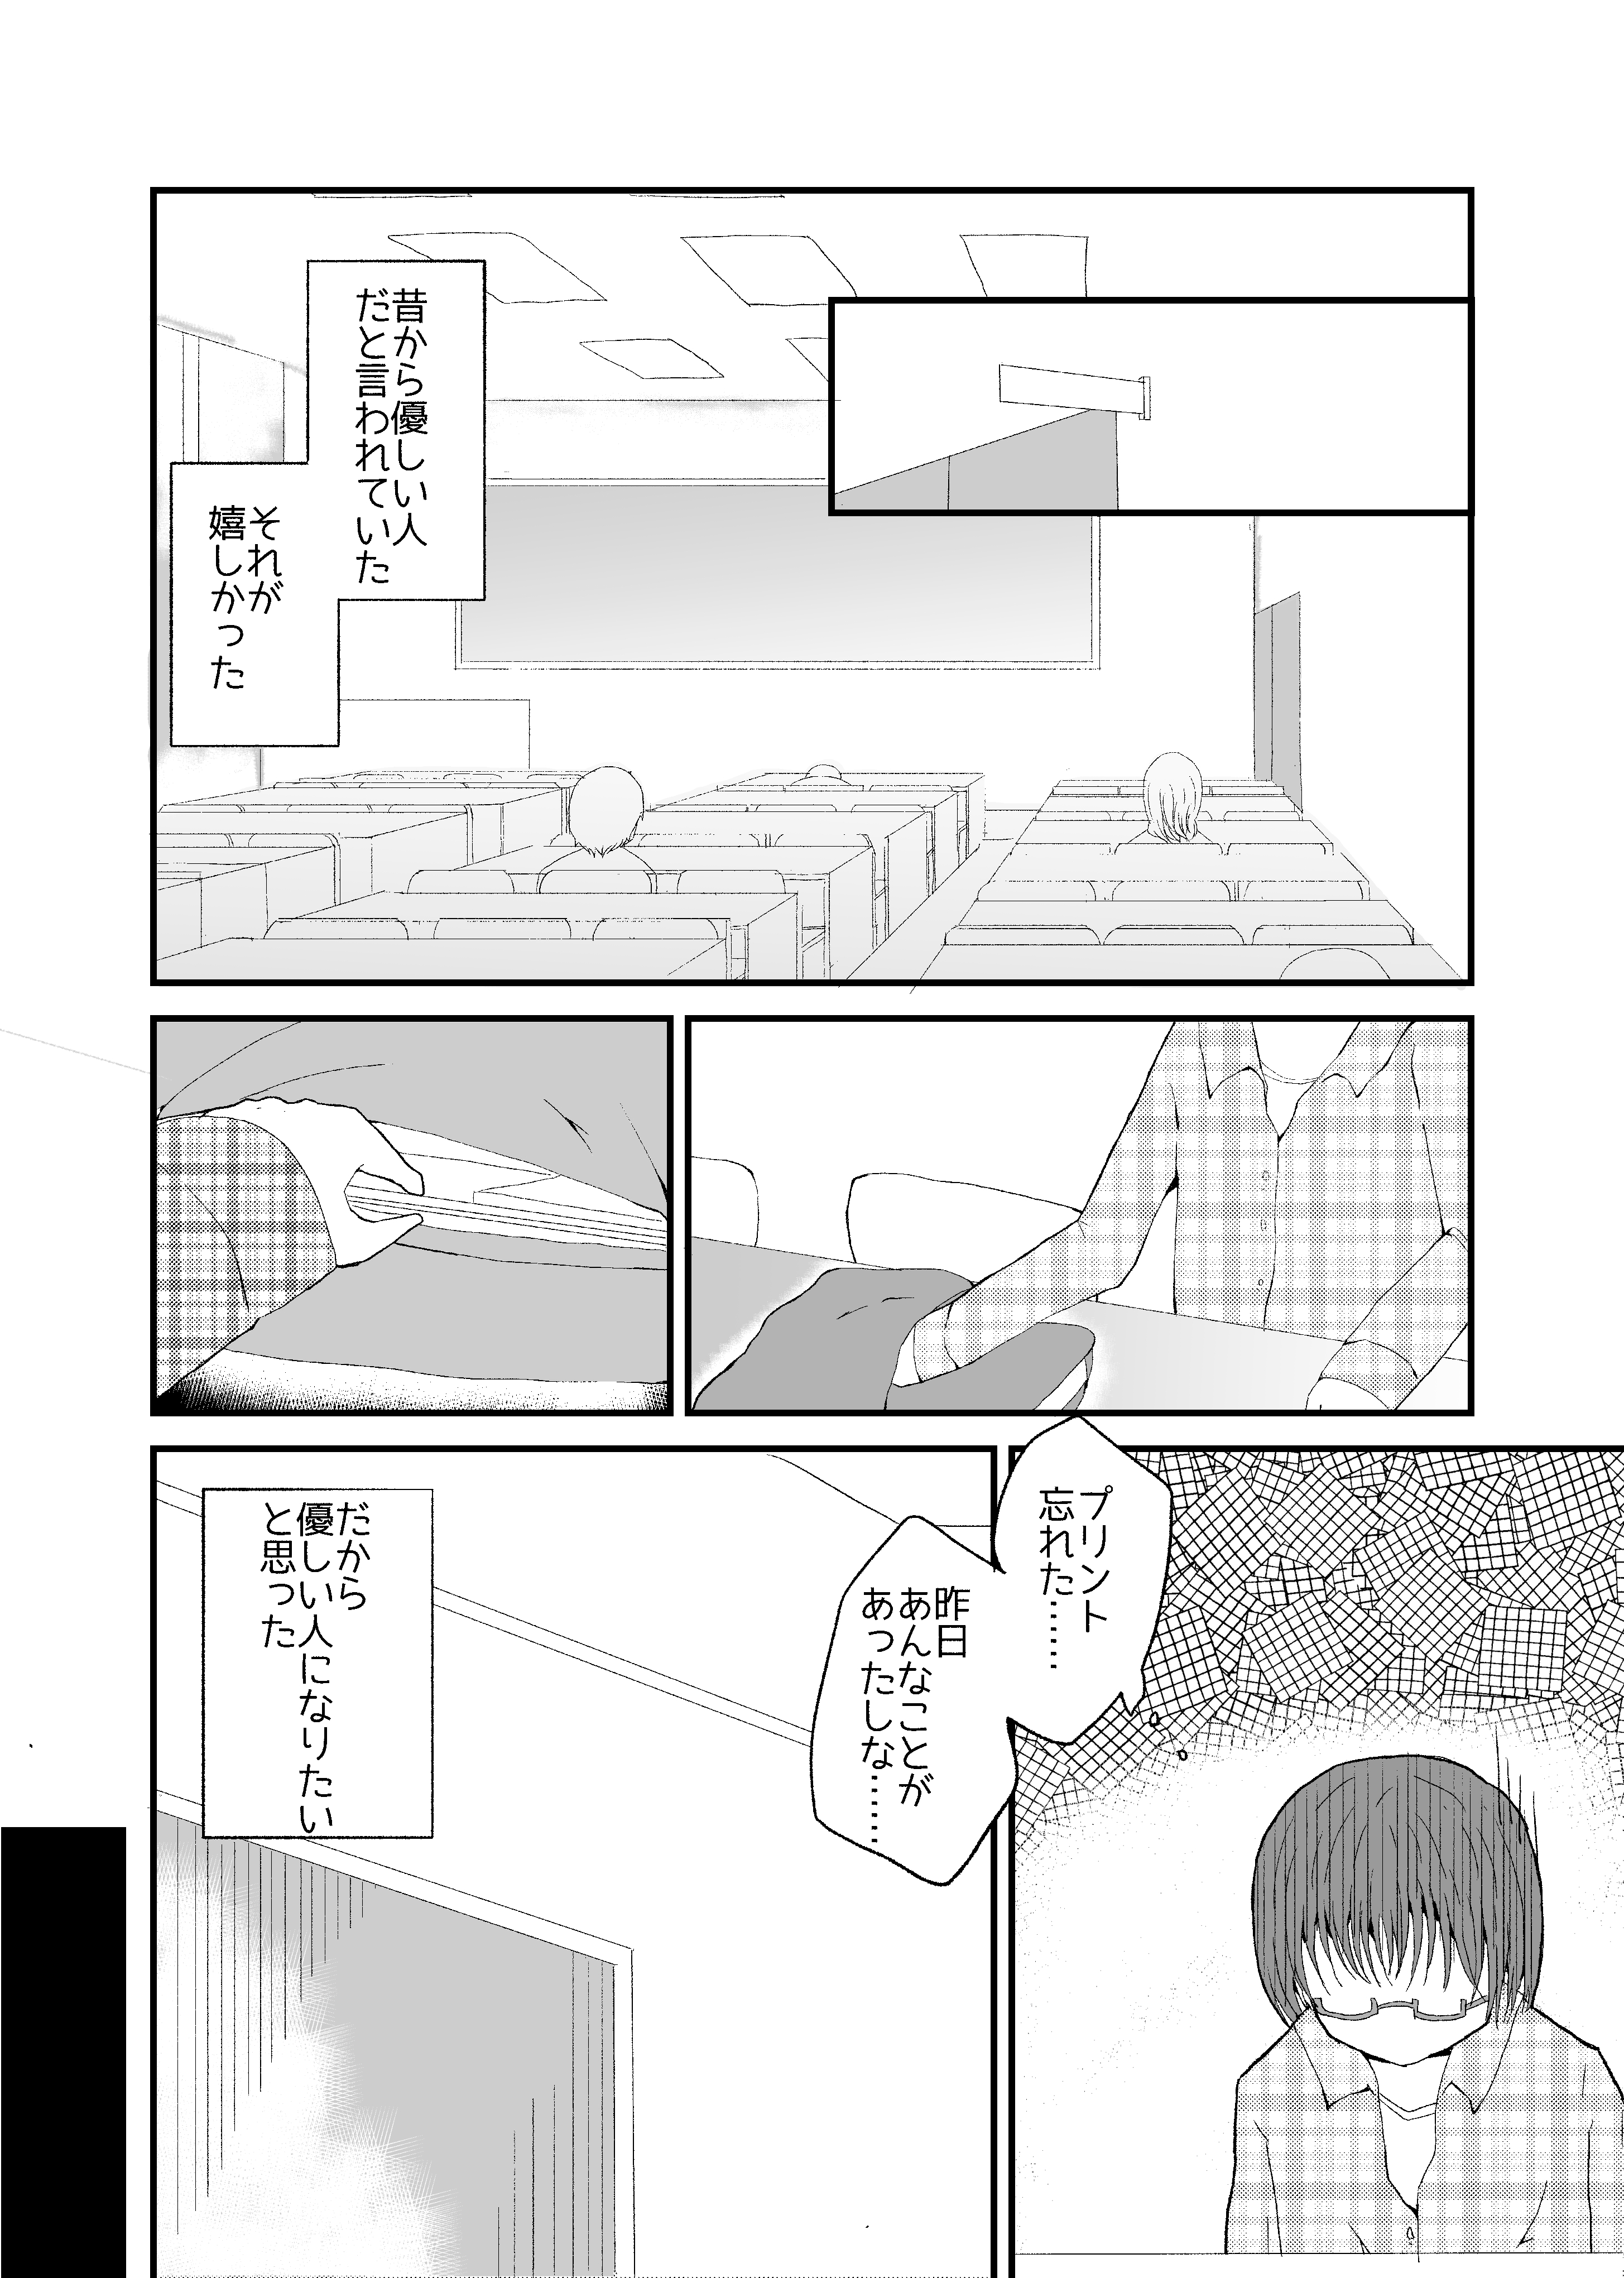 昔から優しい人
だと言われていた
それが
嬉しかった
プリント
忘れた……
昨日
あんなことが
あったしな……
だから
優しい人になりたい
と思った